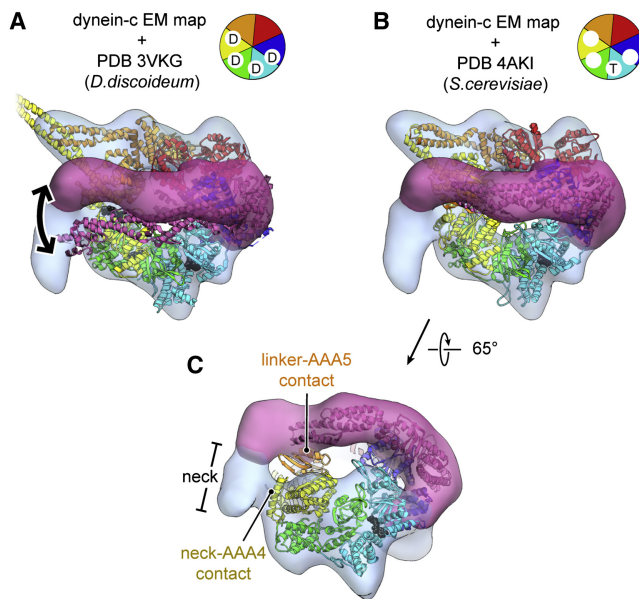 A
dynein-c EM map
+
PDB 3VKG
(D.discoideum)
D
D
D
D
B
dynein-c EM map
+
PDB 4AKI
(S.cerevisiae)
T
65°
C
linker-AAA5
contact
neck
neck-AAA4
contact